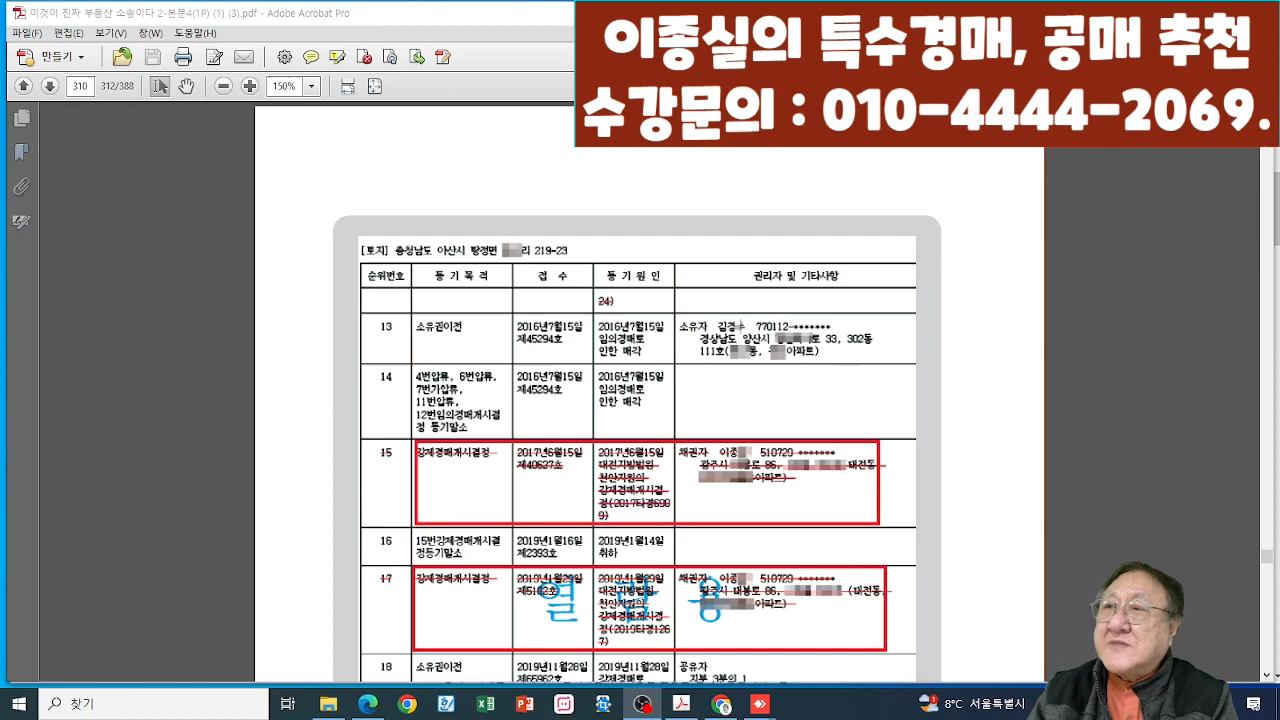 이것이 진짜 부동산 소송이다 2-본문4(1P) (1) (3).pdf - Adobe Acrobat Pro
파일(F) 편집(E) 보기(V) 창(W) 도움말(H)
이종실의 특수경매, 공매 추천
수강문의 : 010-4444-2069.
만들기
310 312/388 150%
[토지] 충청남도 아산시 탕정면 리 219-23
순위번호 등 기 목 적 접 수 등 기 원 인 권리자 및 기타사항
24)
13 소유권이전 2016년7월15일 2016년7월15일 소유자 770112-*******
제45294호 임의경매로 경상남도 양산시 로 33, 302동
인한 매각 111호( 동, 아파트)
14 4번압류, 6번압류, 2016년7월15일 2016년7월15일
7번가압류, 제45294호 임의경매로
11번압류, 인한 매각
12번임의경매개시결
정 등기말소
15 강제경매개시결정 2017년6월15일 2017년6월15일 채권자 이종 510729-*******
제40627호 대전지방법원 광주시 봉로 86, 태전동
천안지원의 아파트)
강제경매개시결
정(2017타경699
9)
16 15번강제경매개시결 2019년1월16일 2019년1월14일
정등기말소 제2393호 취하
17 강제경매개시결정 2019년1월29일 2019년1월29일 채권자 이종 510729-*******
제5102호 대전지방법원 광주시 태봉로 86, (태전동,
천안지원의 아파트)
강제경매개시결
정(2019타경126
7)
열 람 용
18 소유권이전 2019년11월28일 2019년11월28일 공유자
제65962호 강제경매로 지분 3분의 1
찾기
8°C 서울특별시